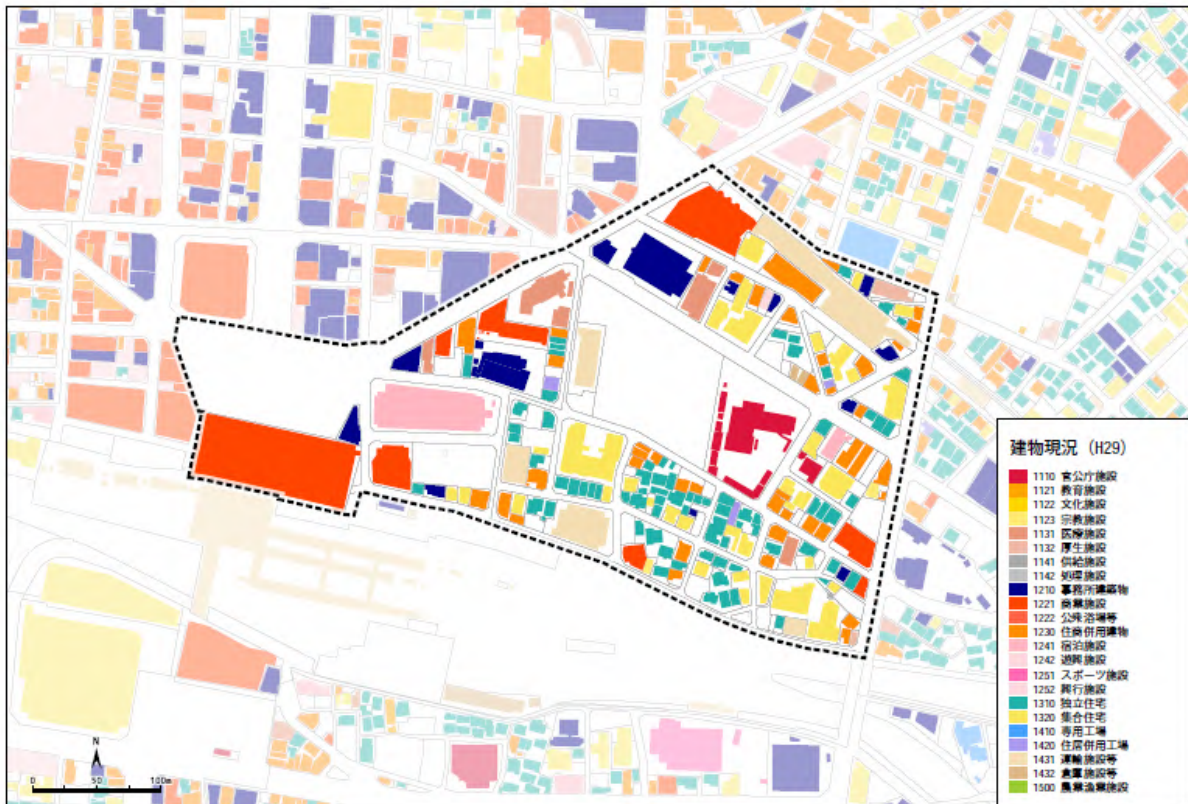 建物現況（H29）
1110 官公庁施設
1121 教育施設
1122 文化施設
1123 宗教施設
1131 医療施設
1132 厚生施設
1141 供給施設
1142 処理施設
1210 事務所建築物
1221 商業施設
1222 公衆浴場等
1230 住商併用建物
1241 宿泊施設
1242 遊興施設
1251 スポーツ施設
1252 興行施設
1310 独立住宅
1320 集合住宅
1410 専用工場
1420 住居併用工場
1431 運輸施設等
1432 倉庫施設等
1500 農業漁業施設
N
0 50 100m